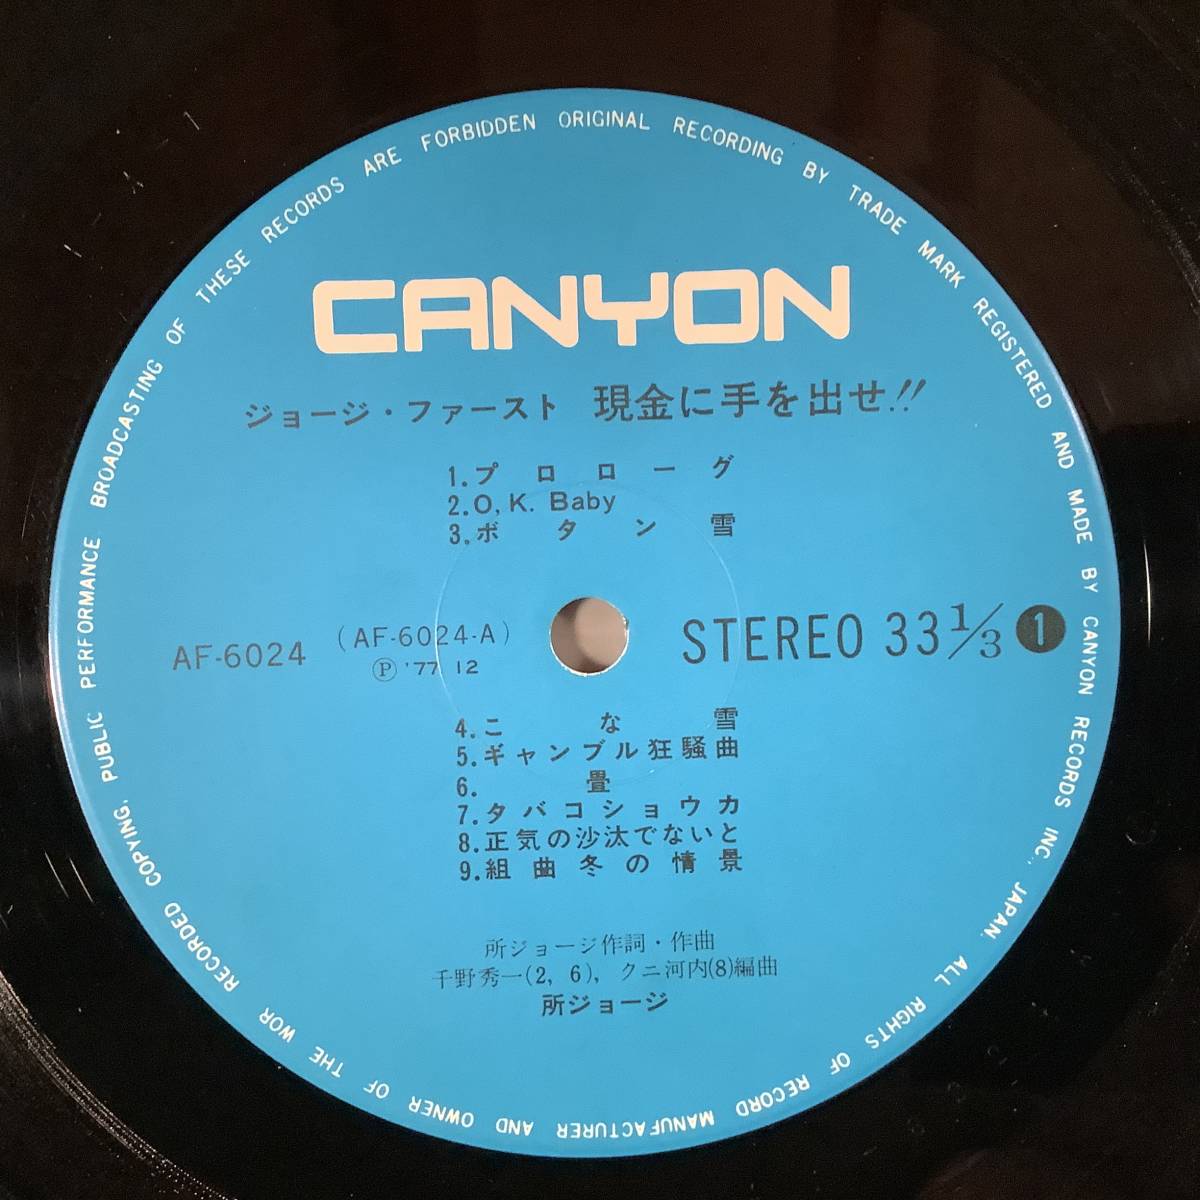 CANYON
ジョージ・ファースト 現金に手を出せ!!
1.プロローグ
2.O,K. Baby
3.ボタン雪
AF-6024
(AF-6024-A)
Ⓟ '77 12
STEREO 33 1/3 1
4.こな雪
5.ギャンブル狂騒曲
6.畳
7.タバコショウカ
8.正気の沙汰でないと
9.組曲冬の情景
所ジョージ作詞・作曲
千野秀一(2, 6), クニ河内(8)編曲
所ジョージ
ORIGINAL RECORDING BY TRADE MARK REGISTERED AND MADE BY CANYON RECORDS INC., JAPAN. ALL RIGHTS OF RECORD MANUFACTURER AND OWNER OF THE WOR RECORDED COPYING, PUBLIC PERFORMANCE BROADCASTING OF THESE RECORDS ARE FORBIDDEN